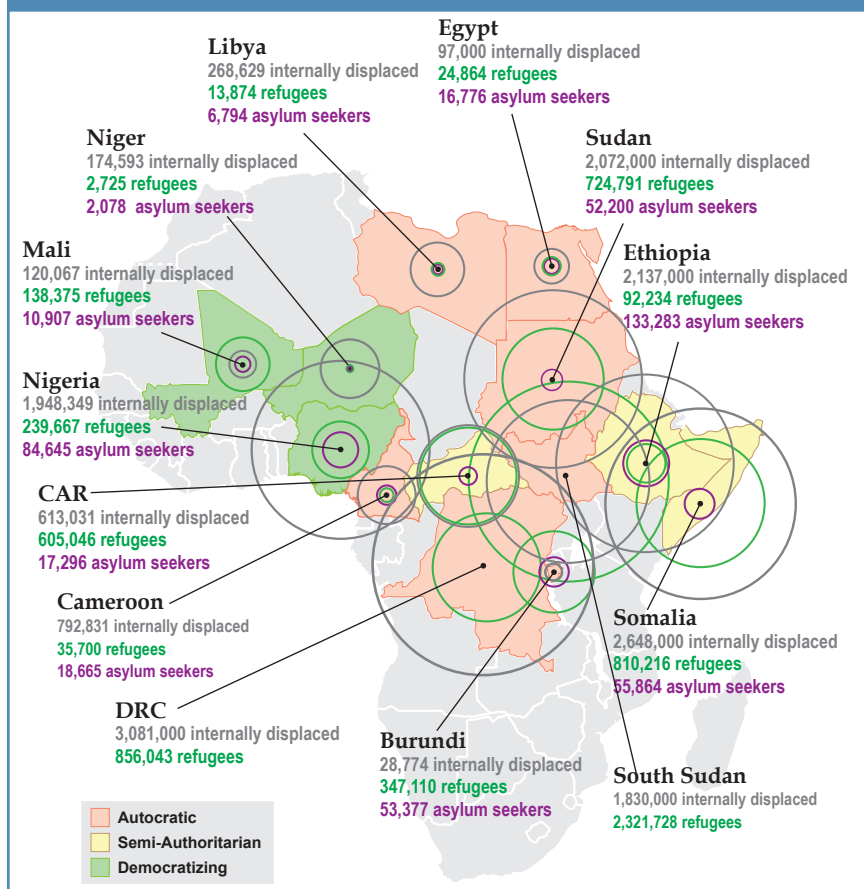 Libya
268,629 internally displaced
13,874 refugees
6,794 asylum seekers
Egypt
97,000 internally displaced
24,864 refugees
16,776 asylum seekers
Niger
174,593 internally displaced
2,725 refugees
2,078 asylum seekers
Sudan
2,072,000 internally displaced
724,791 refugees
52,200 asylum seekers
Mali
120,067 internally displaced
138,375 refugees
10,907 asylum seekers
Ethiopia
2,137,000 internally displaced
92,234 refugees
133,283 asylum seekers
Nigeria
1,948,349 internally displaced
239,667 refugees
84,645 asylum seekers
CAR
613,031 internally displaced
605,046 refugees
17,296 asylum seekers
Cameroon
792,831 internally displaced
35,700 refugees
18,665 asylum seekers
Somalia
2,648,000 internally displaced
810,216 refugees
55,864 asylum seekers
DRC
3,081,000 internally displaced
856,043 refugees
Burundi
28,774 internally displaced
347,110 refugees
53,377 asylum seekers
South Sudan
1,830,000 internally displaced
2,321,728 refugees
Autocratic
Semi-Authoritarian
Democratizing